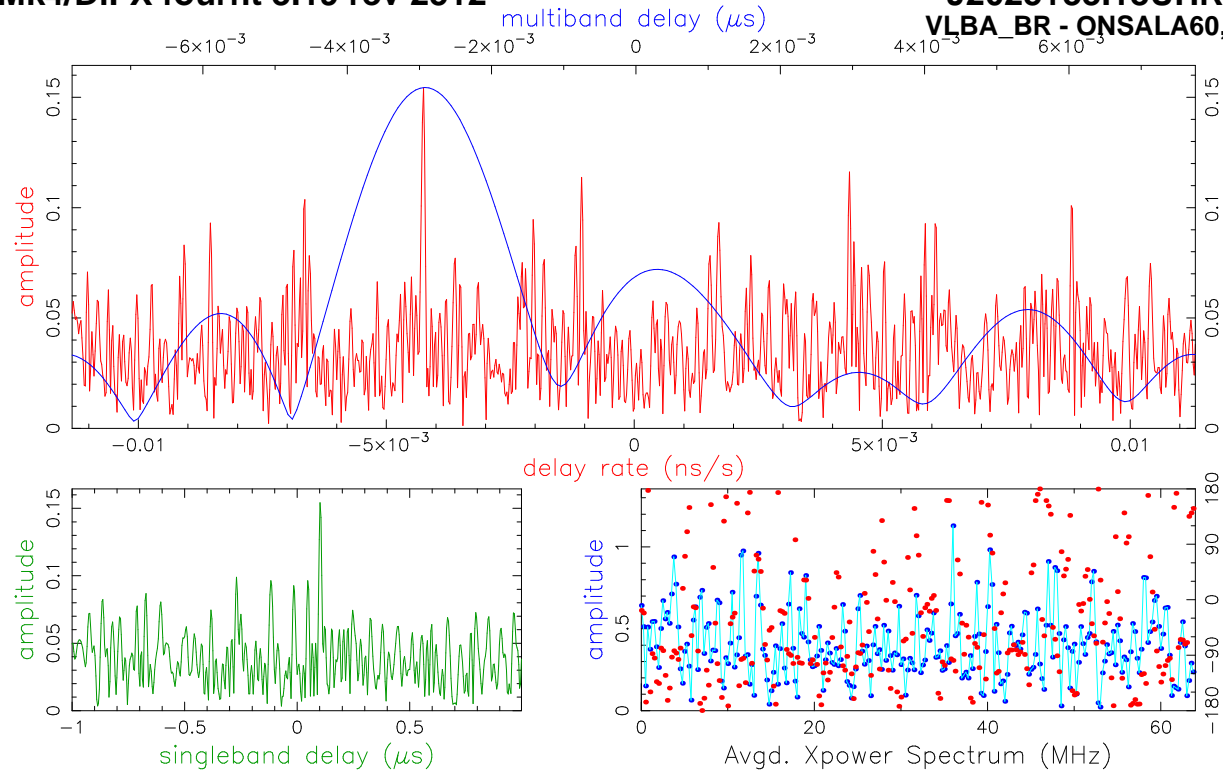 multiband delay (μs)
VLBA_BR - ONSALA60,
−6×10⁻³ −4×10⁻³ −2×10⁻³ 0 2×10⁻³ 4×10⁻³ 6×10⁻³
amplitude
0 0.05 0.1 0.15
0 0.05 0.1 0.15
−0.01 −5×10⁻³ 0 5×10⁻³ 0.01
delay rate (ns/s)
amplitude
0 0.05 0.1 0.15
−1 −0.5 0 0.5
singleband delay (μs)
amplitude
0 0.5 1
−180 −90 0 90 180
0 20 40 60
Avgd. Xpower Spectrum (MHz)